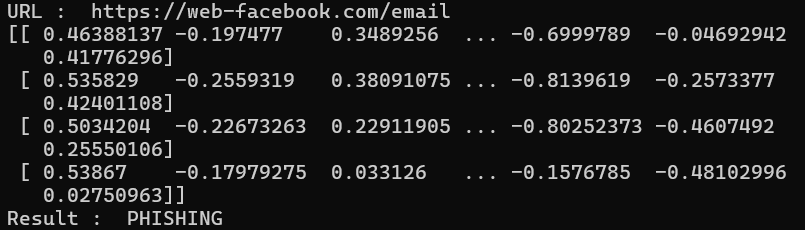 URL :  https://web-facebook.com/email
[[ 0.46388137 -0.197477    0.3489256  ... -0.6999789  -0.04692942
   0.41776296]
 [ 0.535829   -0.2559319   0.38091075 ... -0.8139619  -0.2573377
   0.42401108]
 [ 0.5034204  -0.22673263  0.22911905 ... -0.80252373 -0.4607492
   0.25550106]
 [ 0.53867    -0.17979275  0.033126   ... -0.1576785  -0.48102996
   0.02750963]]
Result :  PHISHING